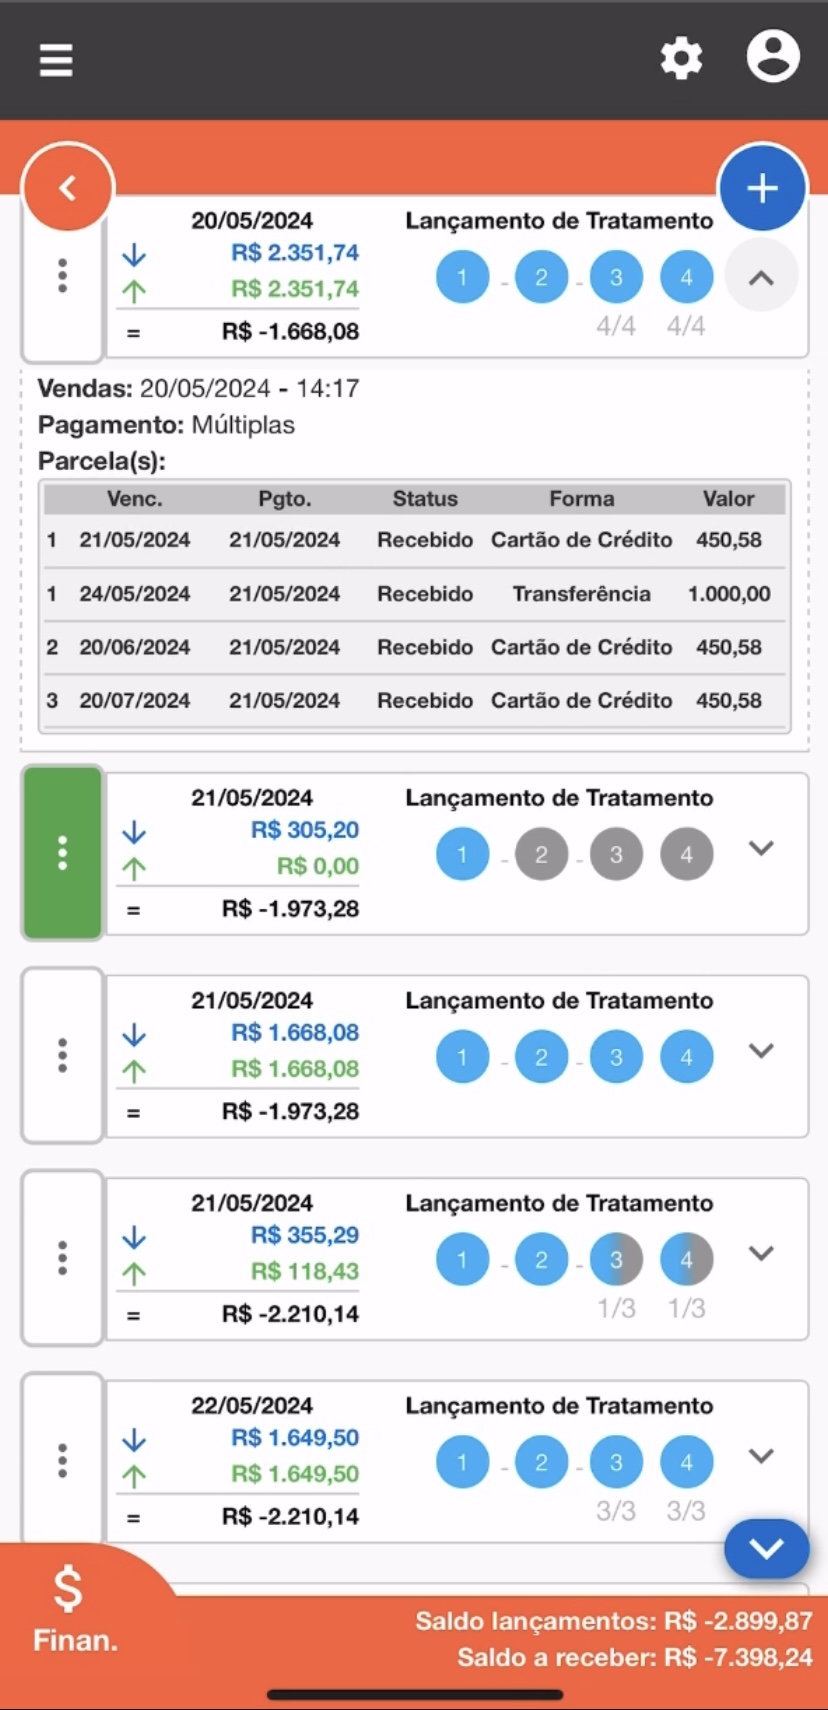 20/05/2024 Lançamento de Tratamento
R$ 2.351,74
R$ 2.351,74
1 - 2 - 3 4
4/4 4/4
= R$ -1.668,08
Vendas: 20/05/2024 - 14:17
Pagamento: Múltiplas
Parcela(s):
Venc. Pgto. Status Forma Valor
1 21/05/2024 21/05/2024 Recebido Cartão de Crédito 450,58
1 24/05/2024 21/05/2024 Recebido Transferência 1.000,00
2 20/06/2024 21/05/2024 Recebido Cartão de Crédito 450,58
3 20/07/2024 21/05/2024 Recebido Cartão de Crédito 450,58
21/05/2024 Lançamento de Tratamento
R$ 305,20
R$ 0,00
1 - 2 - 3 4
= R$ -1.973,28
21/05/2024 Lançamento de Tratamento
R$ 1.668,08
R$ 1.668,08
1 - 2 - 3 4
= R$ -1.973,28
21/05/2024 Lançamento de Tratamento
R$ 355,29
R$ 118,43
1 - 2 - 3 4
1/3 1/3
= R$ -2.210,14
22/05/2024 Lançamento de Tratamento
R$ 1.649,50
R$ 1.649,50
1 - 2 - 3 4
3/3 3/3
= R$ -2.210,14
$
Finan.
Saldo lançamentos: R$ -2.899,87
Saldo a receber: R$ -7.398,24